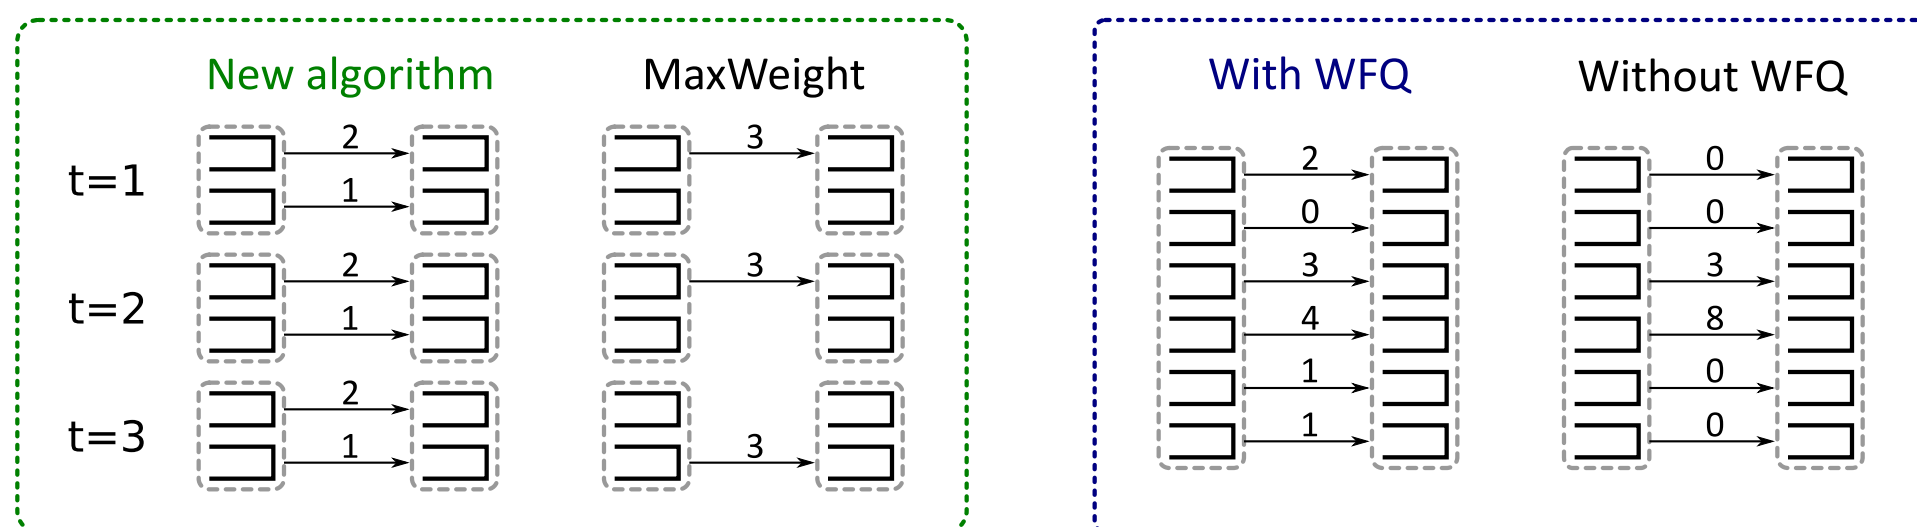 New algorithm MaxWeight
t=1
2 3
1
t=2
2 3
1
t=3
2
1 3
With WFQ Without WFQ
2 0
0 0
3 3
4 8
1 0
1 0